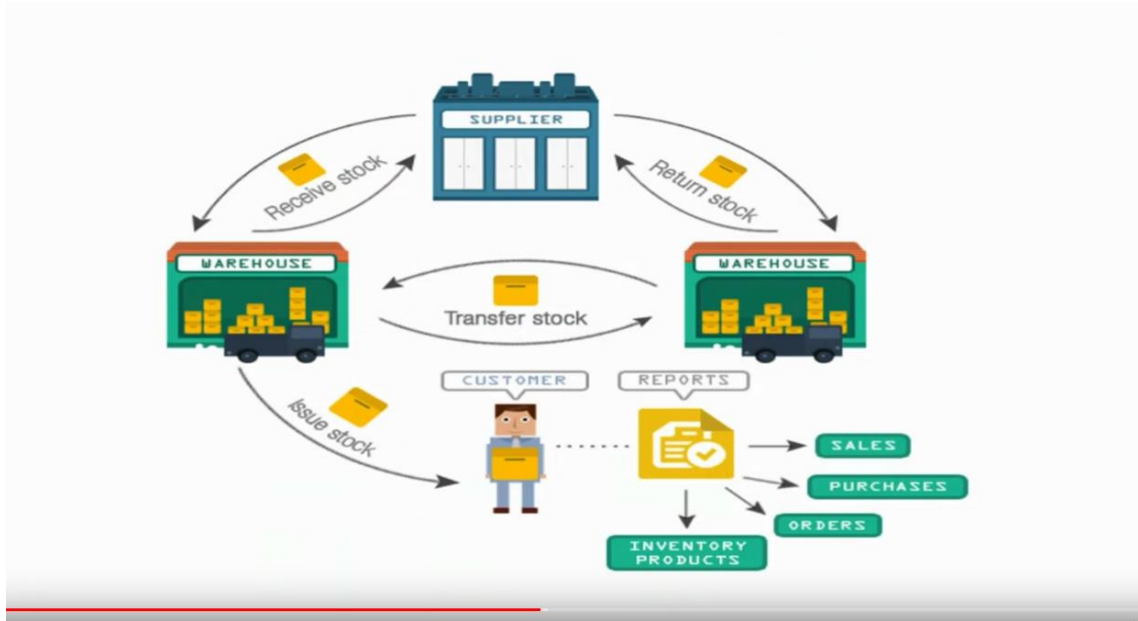 SUPPLIER
Receive stock
Return stock
WAREHOUSE
WAREHOUSE
Transfer stock
CUSTOMER
REPORTS
Issue stock
SALES
PURCHASES
ORDERS
INVENTORY
PRODUCTS